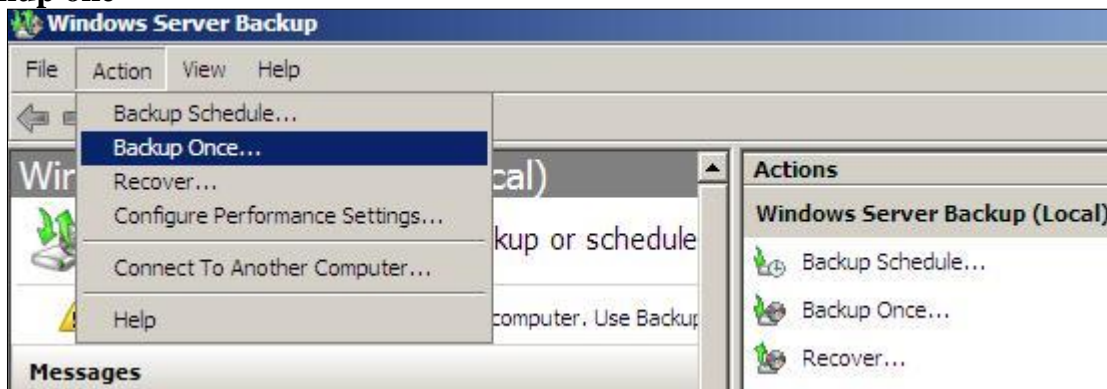 Windows Server Backup
File Action View Help
Backup Schedule...
Backup Once...
Recover...
Configure Performance Settings...
Connect To Another Computer...
Help
Wir cal)
kup or schedule
computer. Use Backup
Messages
Actions
Windows Server Backup (Local)
Backup Schedule...
Backup Once...
Recover...